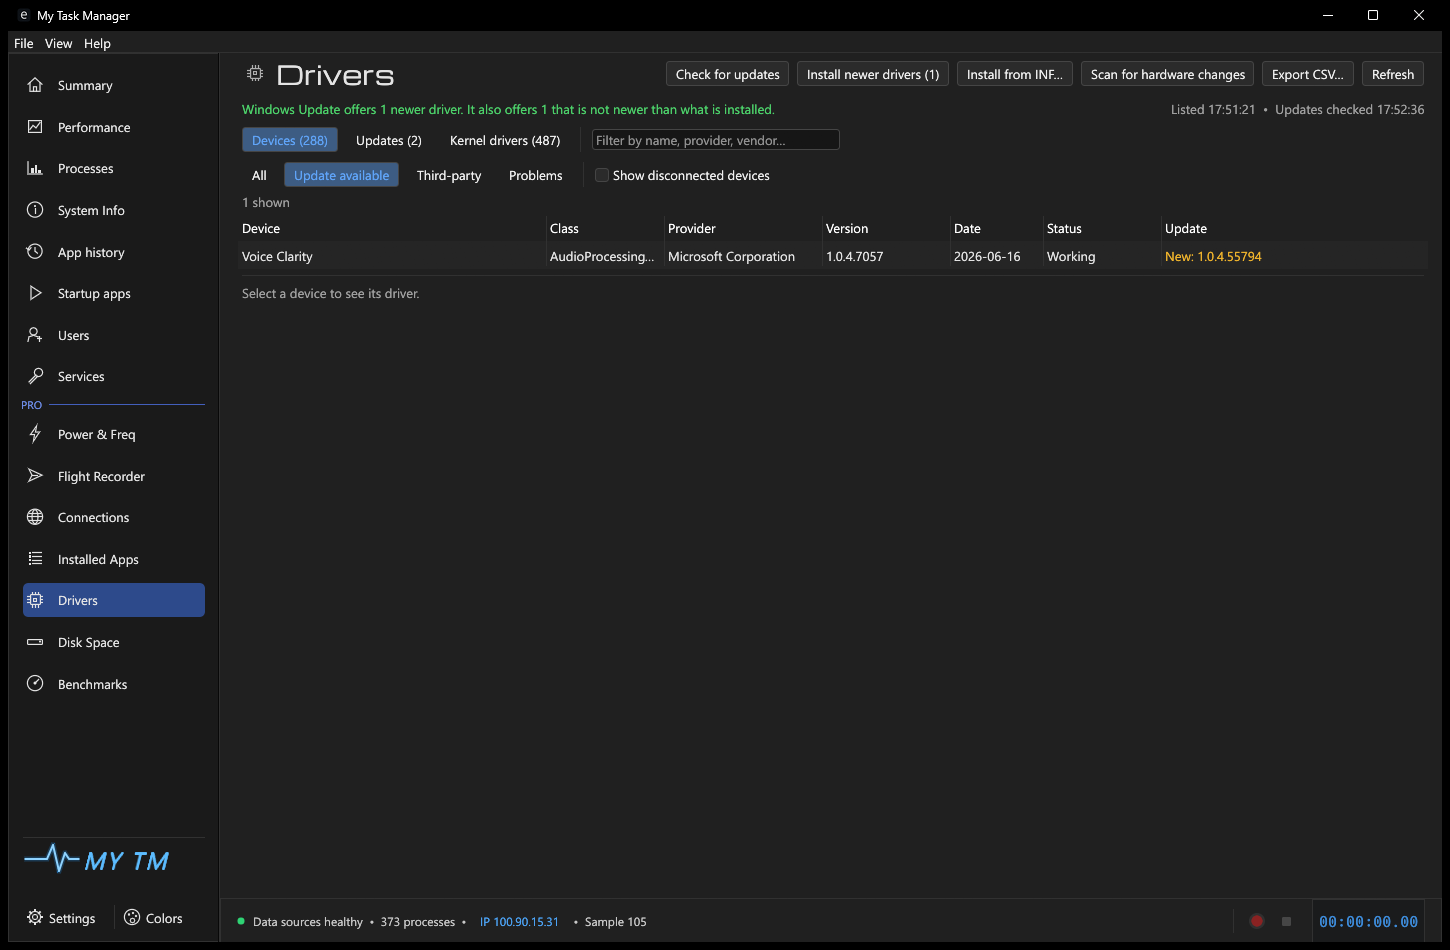 My Task Manager
File View Help
Summary
Performance
Processes
System Info
App history
Startup apps
Users
Services
PRO
Power & Freq
Flight Recorder
Connections
Installed Apps
Drivers
Disk Space
Benchmarks
MY TM
Settings Colors
Drivers
Check for updates Install newer drivers (1) Install from INF... Scan for hardware changes Export CSV... Refresh
Windows Update offers 1 newer driver. It also offers 1 that is not newer than what is installed.
Listed 17:51:21 • Updates checked 17:52:36
Devices (288) Updates (2) Kernel drivers (487) Filter by name, provider, vendor...
All Update available Third-party Problems Show disconnected devices
1 shown
Device Class Provider Version Date Status Update
Voice Clarity AudioProcessing... Microsoft Corporation 1.0.4.7057 2026-06-16 Working New: 1.0.4.55794
Select a device to see its driver.
Data sources healthy • 373 processes • IP 100.90.15.31 • Sample 105
00:00:00.00